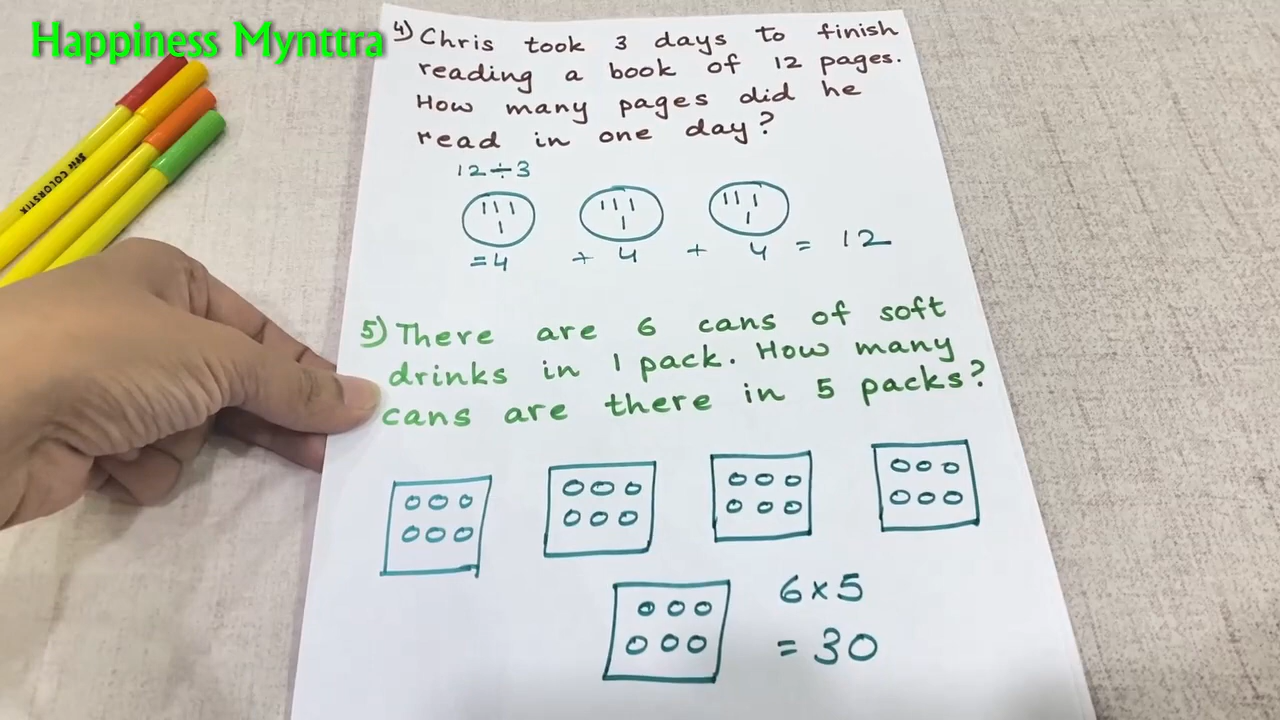 Happiness Mynttra
4) Chris took 3 days to finish
reading a book of 12 pages.
How many pages did he
read in one day?
12÷3
=4 + 4 + 4 = 12
5) There are 6 cans of soft
drinks in 1 pack. How many
cans are there in 5 packs?
6×5
=30
COLORSTIX